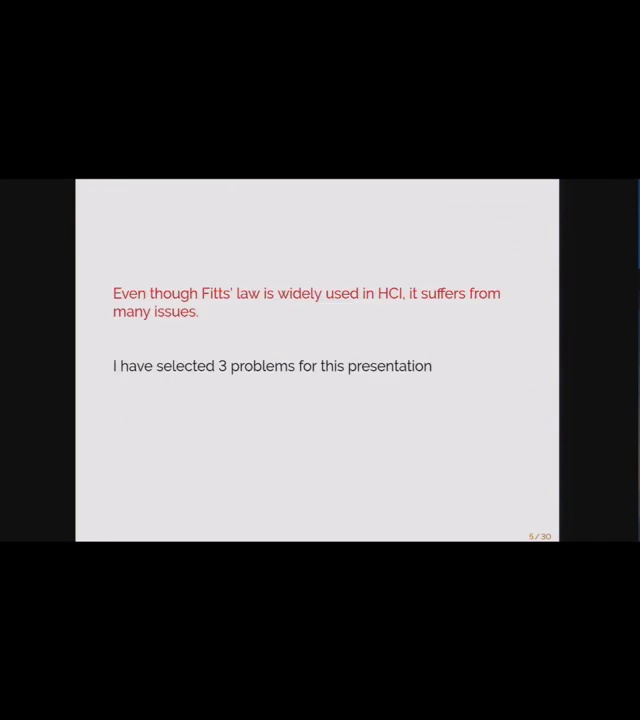 Even though Fitts' law is widely used in HCI, it suffers from
many issues.
I have selected 3 problems for this presentation
5 / 30